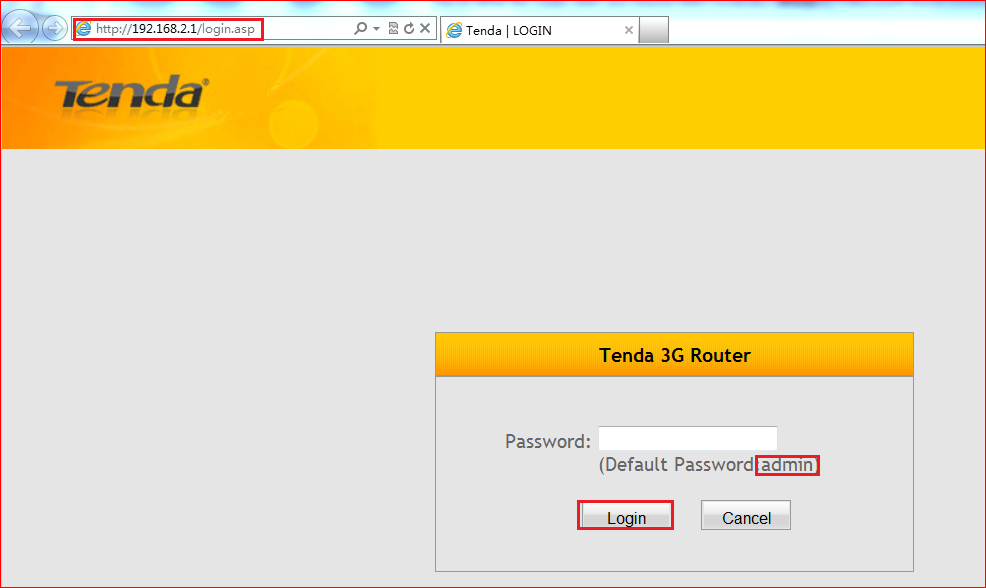 http://192.168.2.1/login.asp
Tenda | LOGIN
Tenda®
Tenda 3G Router
Password:
(Default Password:admin)
Login
Cancel